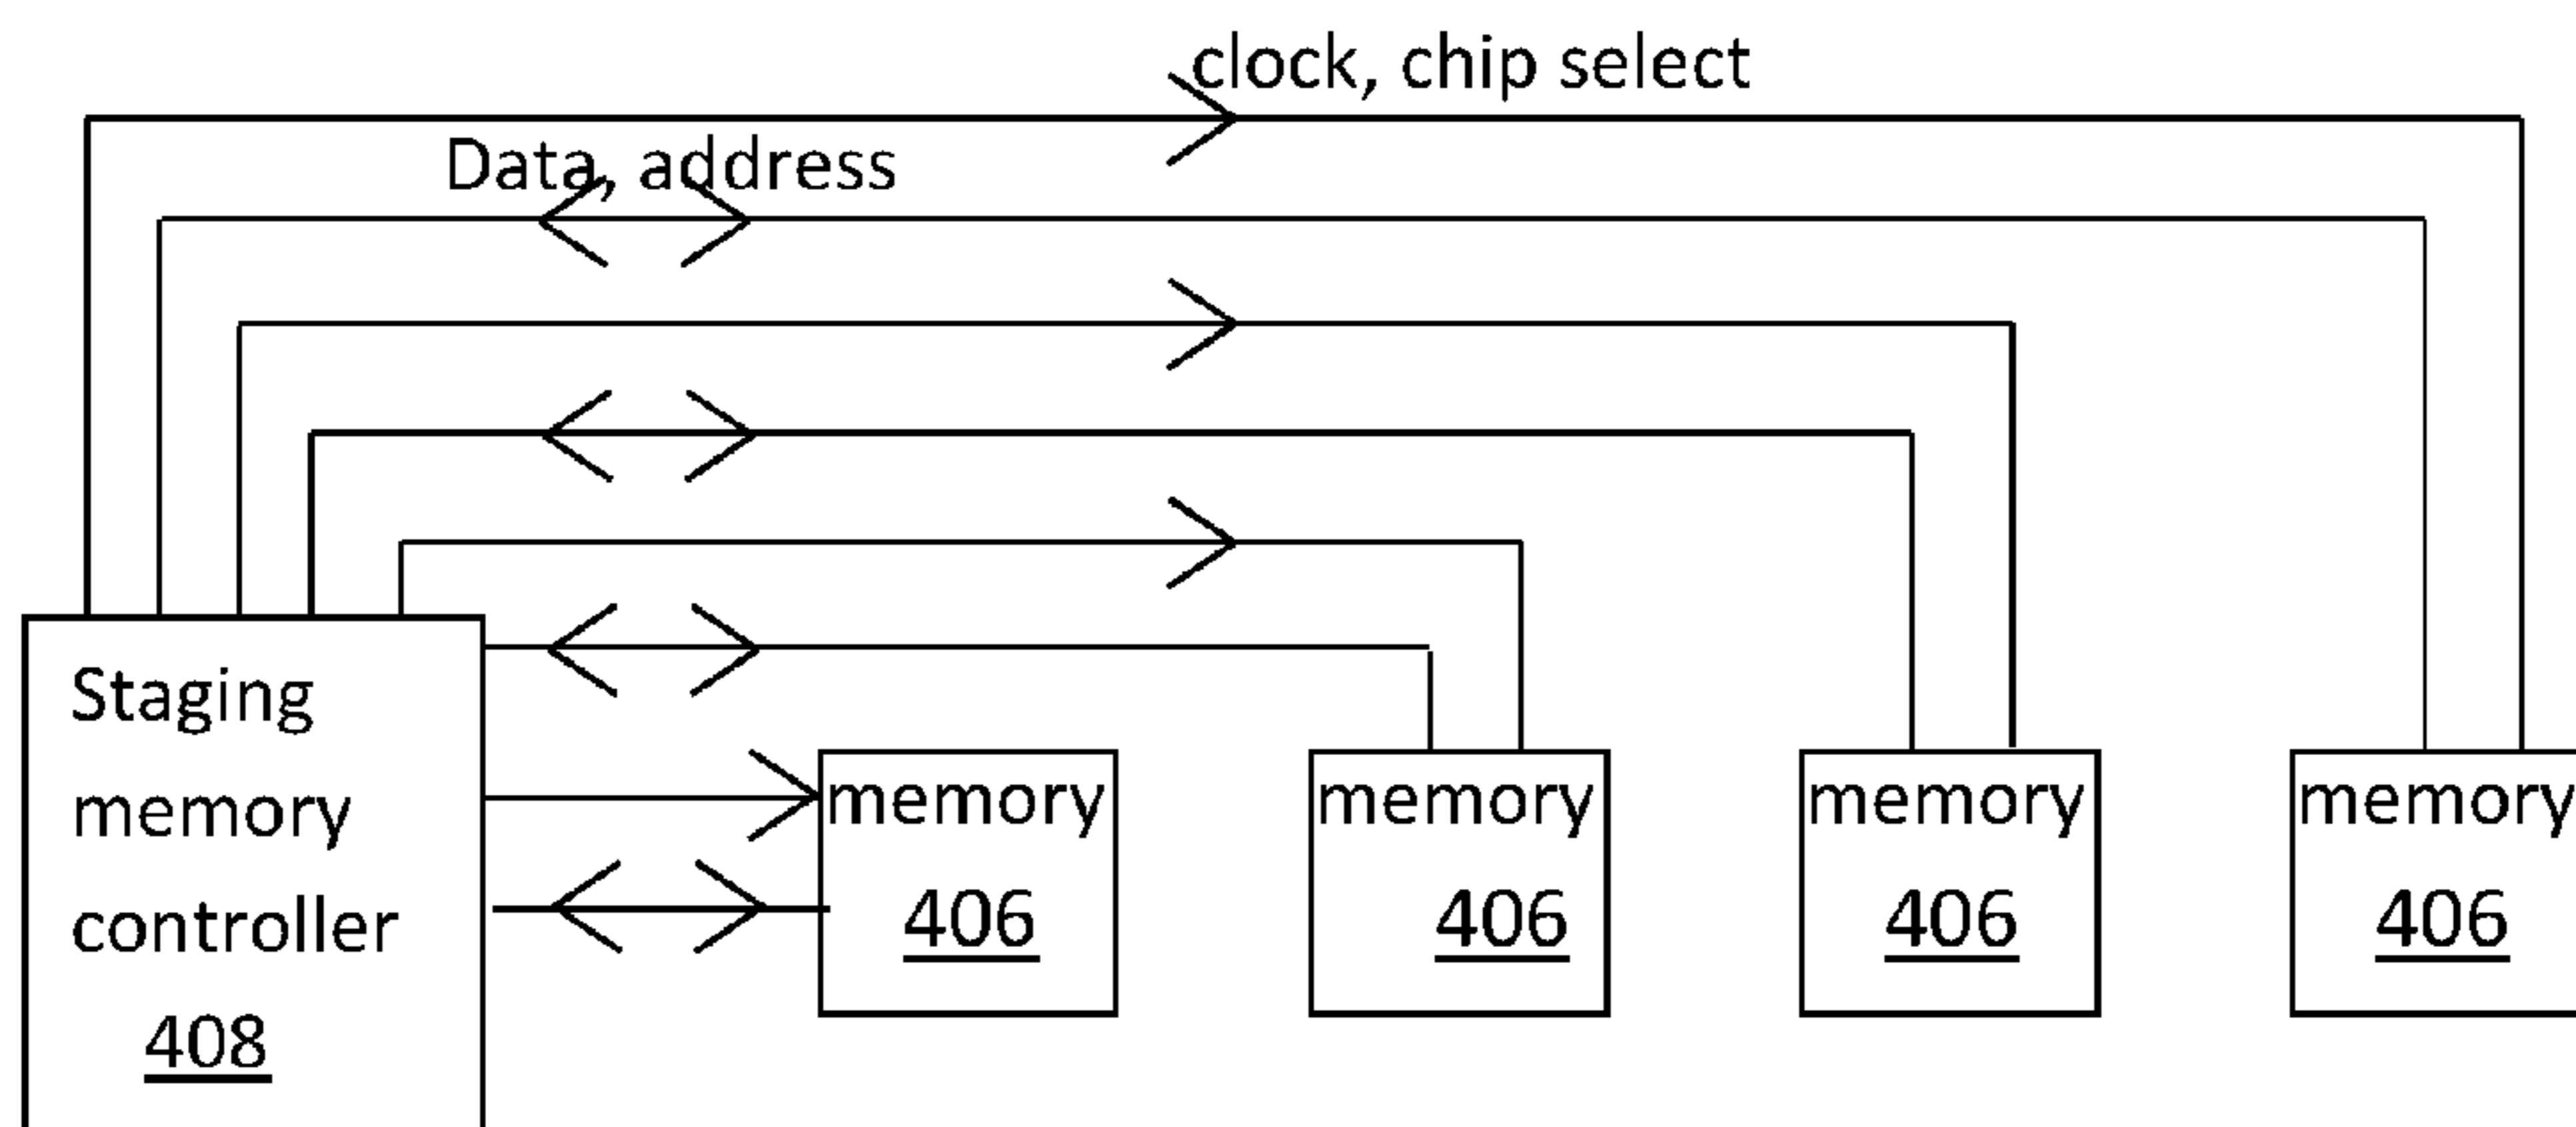 clock, chip select
Data, address
Staging
memory
controller
408
memory
406
memory
406
memory
406
memory
406